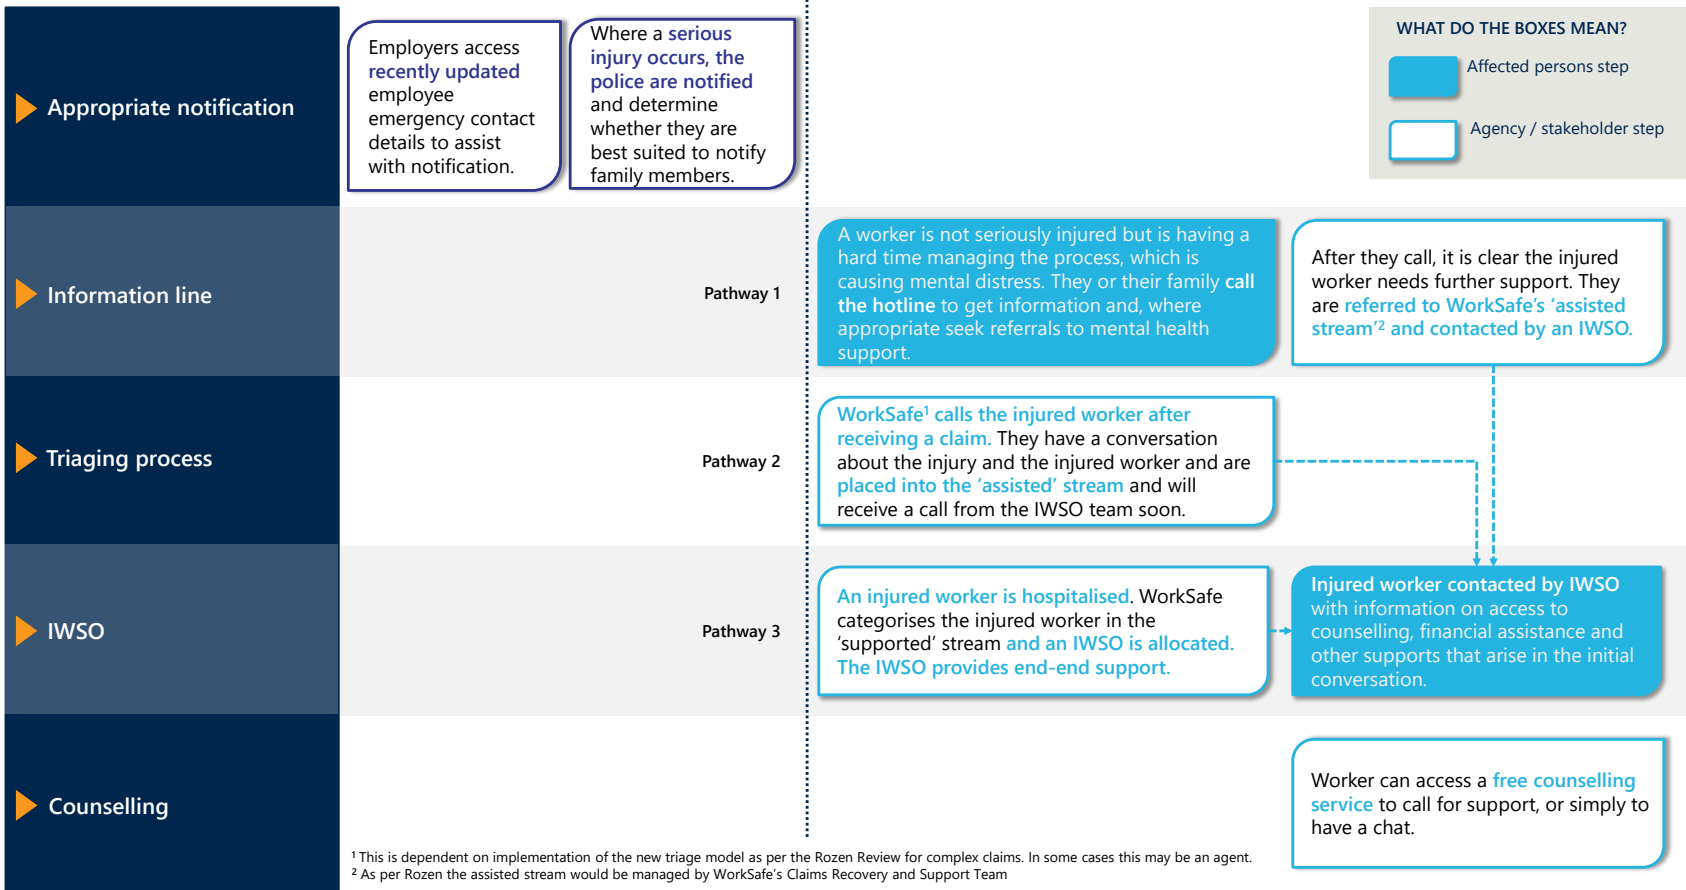 Appropriate notification
Employers access
recently updated
employee
emergency contact
details to assist
with notification.
Where a serious
injury occurs, the
police are notified
and determine
whether they are
best suited to notify
family members.
WHAT DO THE BOXES MEAN?
Affected persons step
Agency / stakeholder step
Information line
Pathway 1
A worker is not seriously injured but is having a
hard time managing the process, which is
causing mental distress. They or their family call
the hotline to get information and, where
appropriate seek referrals to mental health
support.
After they call, it is clear the injured
worker needs further support. They
are referred to WorkSafe’s ‘assisted
stream’² and contacted by an IWSO.
Triaging process
Pathway 2
WorkSafe¹ calls the injured worker after
receiving a claim. They have a conversation
about the injury and the injured worker and are
placed into the ‘assisted’ stream and will
receive a call from the IWSO team soon.
IWSO
Pathway 3
An injured worker is hospitalised. WorkSafe
categorises the injured worker in the
‘supported’ stream and an IWSO is allocated.
The IWSO provides end-end support.
Injured worker contacted by IWSO
with information on access to
counselling, financial assistance and
other supports that arise in the initial
conversation.
Counselling
Worker can access a free counselling
service to call for support, or simply to
have a chat.
¹ This is dependent on implementation of the new triage model as per the Rozen Review for complex claims. In some cases this may be an agent.
² As per Rozen the assisted stream would be managed by WorkSafe’s Claims Recovery and Support Team